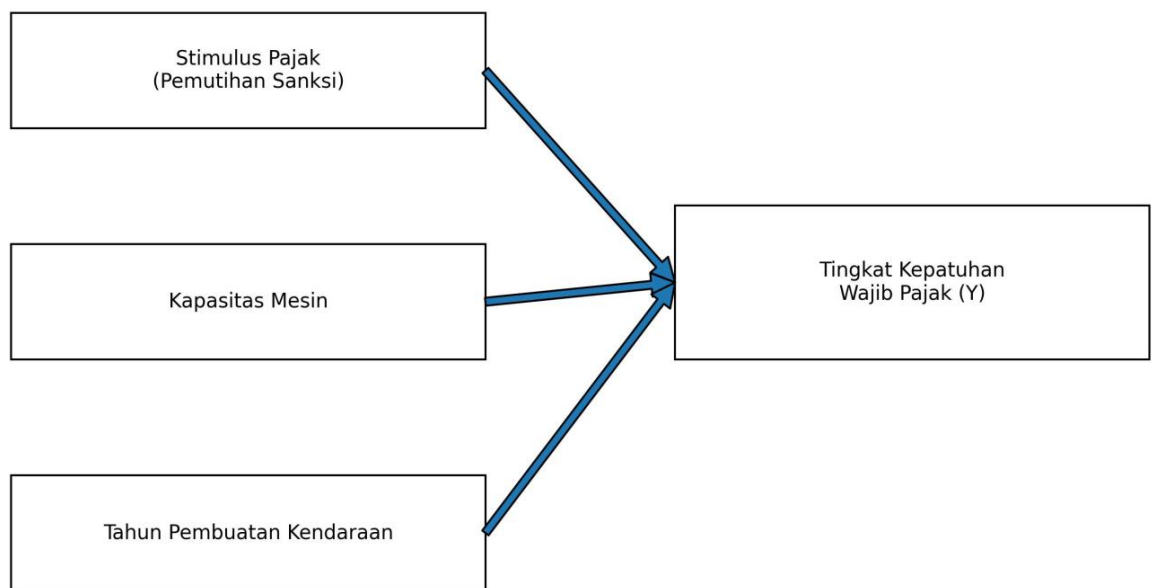 Stimulus Pajak
(Pemutihan Sanksi)
Kapasitas Mesin
Tahun Pembuatan Kendaraan
Tingkat Kepatuhan
Wajib Pajak (Y)